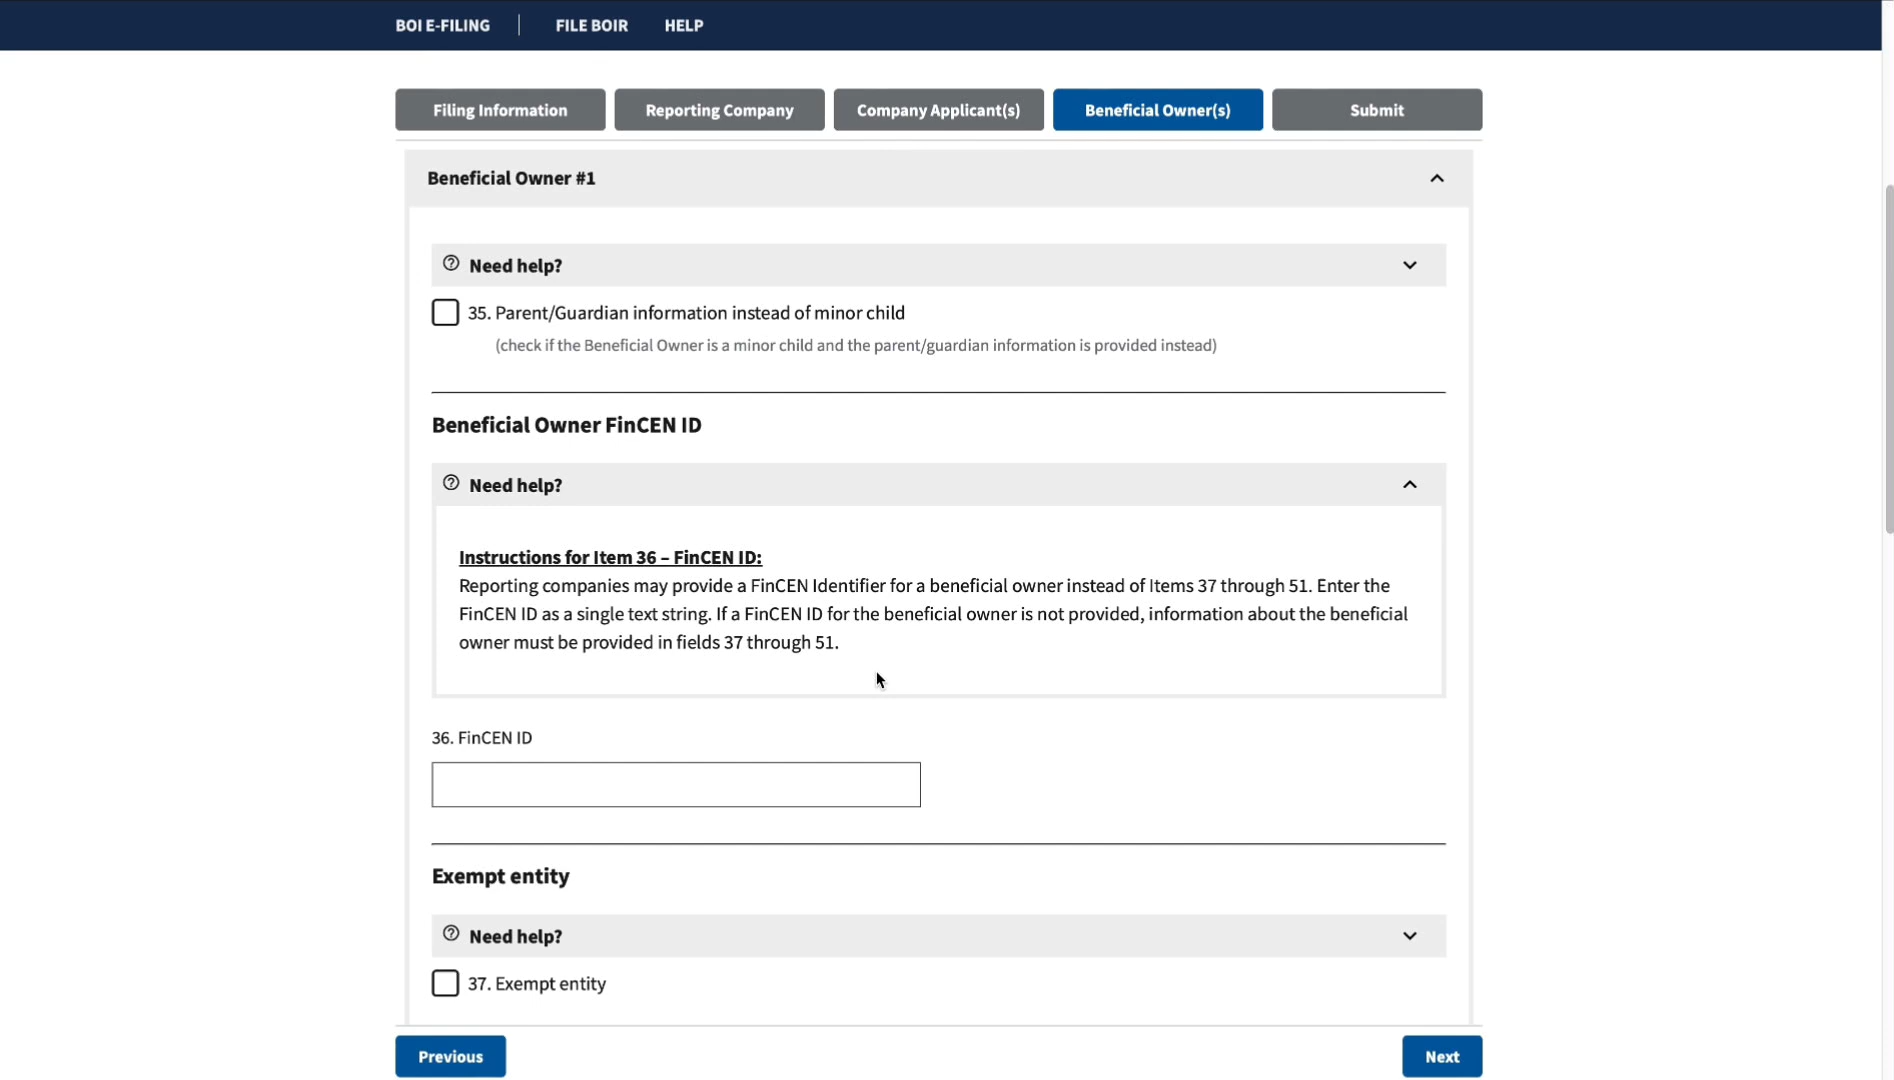 BOI E-FILING
FILE BOIR
HELP
Filing Information
Reporting Company
Company Applicant(s)
Beneficial Owner(s)
Submit
Beneficial Owner #1
Need help?
35. Parent/Guardian information instead of minor child
(check if the Beneficial Owner is a minor child and the parent/guardian information is provided instead)
Beneficial Owner FinCEN ID
Need help?
Instructions for Item 36 – FinCEN ID:
Reporting companies may provide a FinCEN Identifier for a beneficial owner instead of Items 37 through 51. Enter the
FinCEN ID as a single text string. If a FinCEN ID for the beneficial owner is not provided, information about the beneficial
owner must be provided in fields 37 through 51.
36. FinCEN ID
Exempt entity
Need help?
37. Exempt entity
Previous
Next